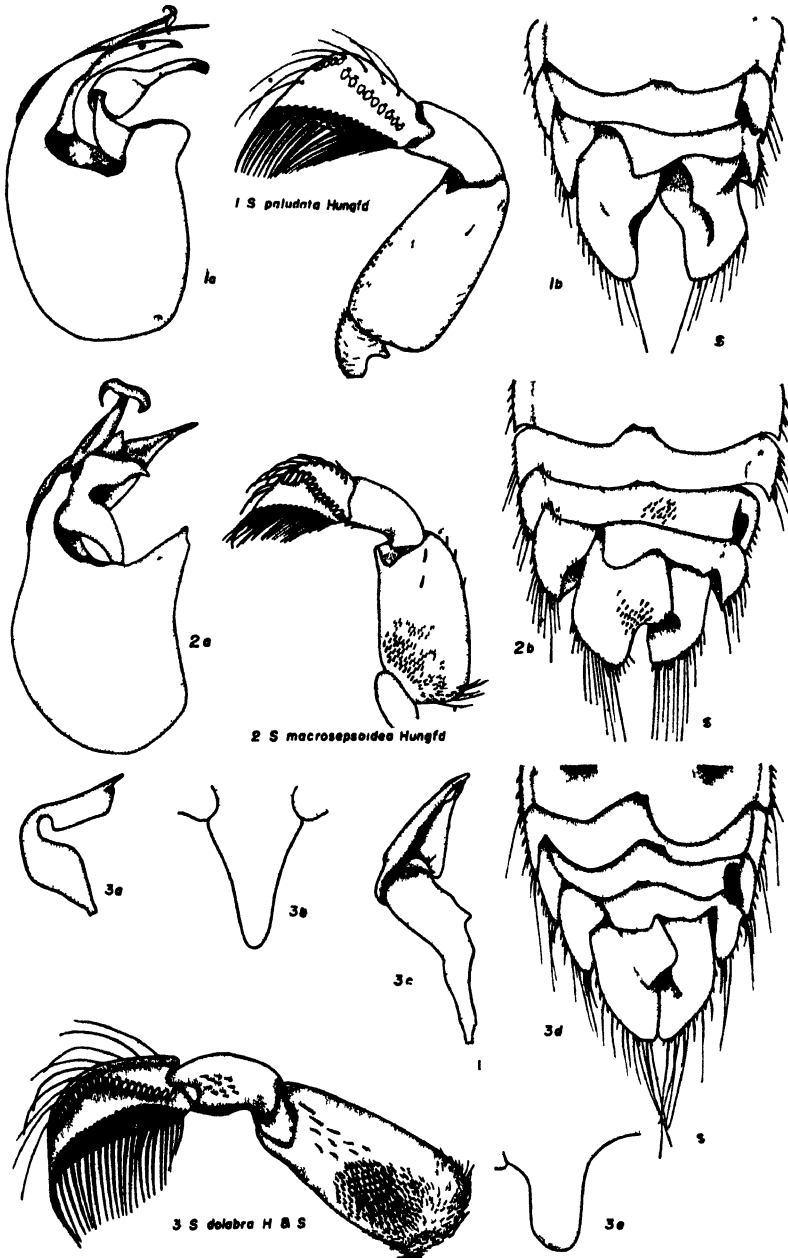 1a
1 S paludata Hungfd
1b
S
2a
2 S macrosepsoidea Hungfd
2b
S
3a
3b
3c
3d
S
3 S dolabra H & S
3e